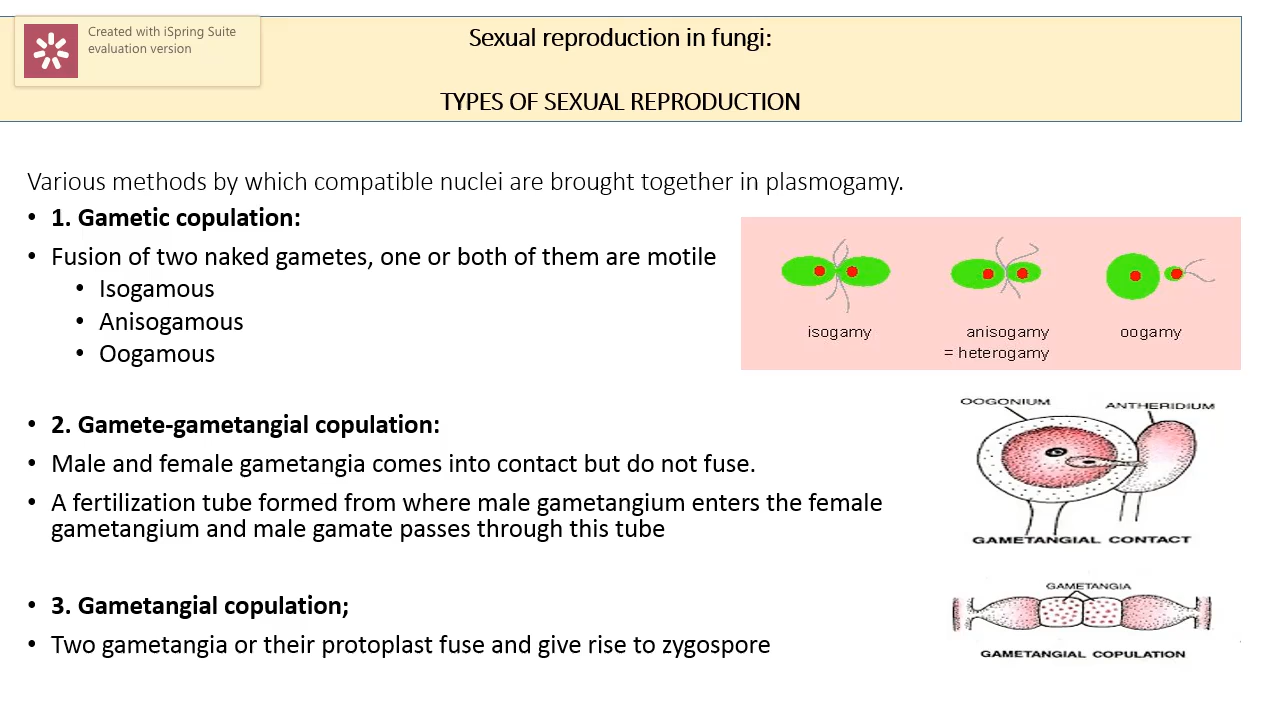 Created with iSpring Suite
evaluation version
Sexual reproduction in fungi:
TYPES OF SEXUAL REPRODUCTION
Various methods by which compatible nuclei are brought together in plasmogamy.
• 1. Gametic copulation:
• Fusion of two naked gametes, one or both of them are motile
• Isogamous
• Anisogamous
• Oogamous
isogamy
anisogamy
= heterogamy
oogamy
• 2. Gamete-gametangial copulation:
• Male and female gametangia comes into contact but do not fuse.
• A fertilization tube formed from where male gametangium enters the female
gametangium and male gamate passes through this tube
OOGONIUM
ANTHERIDIUM
GAMETANGIAL CONTACT
• 3. Gametangial copulation;
• Two gametangia or their protoplast fuse and give rise to zygospore
GAMETANGIA
GAMETANGIAL COPULATION